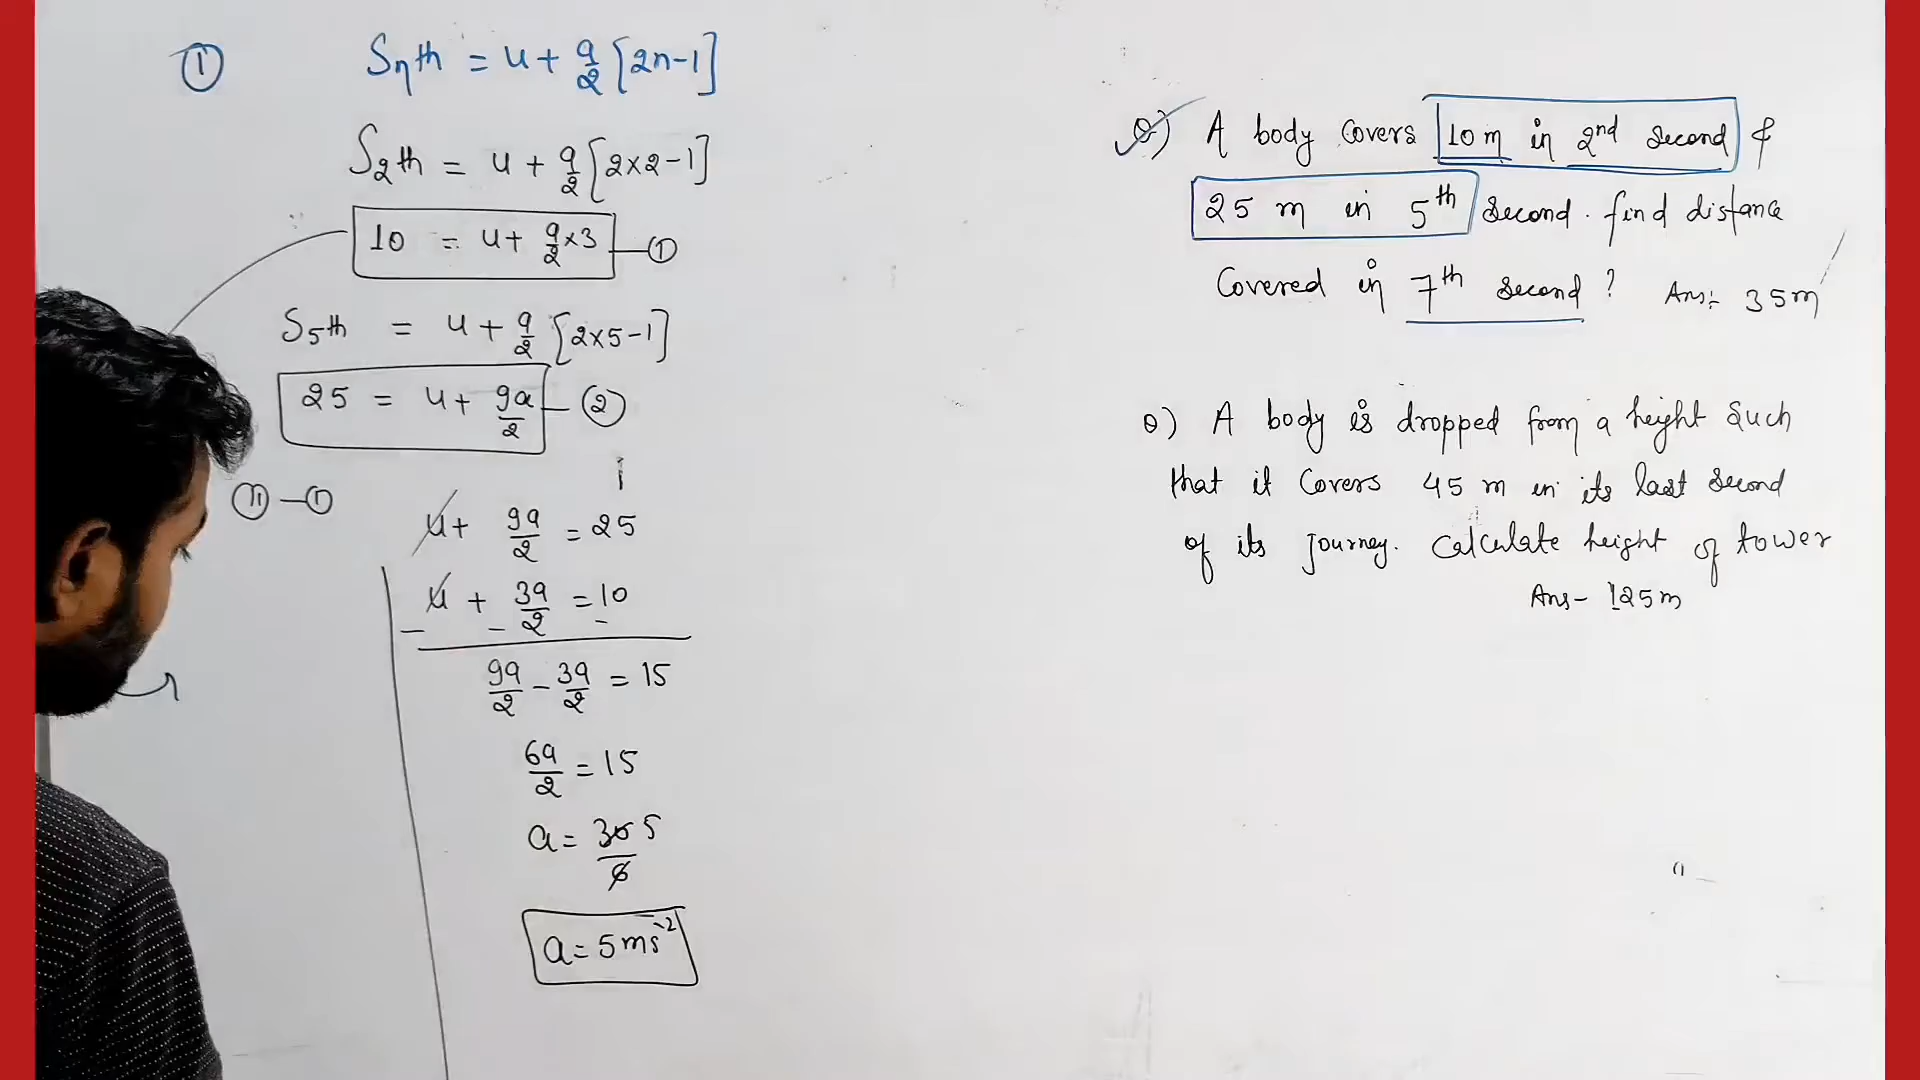 ①
Snth = u + a/2 [2n-1]
S2th = u + a/2 [2×2-1]
10 = u + a/2 ×3 —①
S5th = u + a/2 [2×5-1]
25 = u + 9a/2 —②
⑪ — ①
u + 9a/2 = 25
u + 3a/2 = 10
9a/2 - 3a/2 = 15
6a/2 = 15
a = 30/6 5
a = 5ms⁻²
Q) A body covers 10m in 2nd second &
25 m in 5th second. find distance
Covered in 7th second? Ans:- 35m
Q) A body is dropped from a height such
that it covers 45 m in its last second
of its journey. Calculate height of tower
Ans- 125m